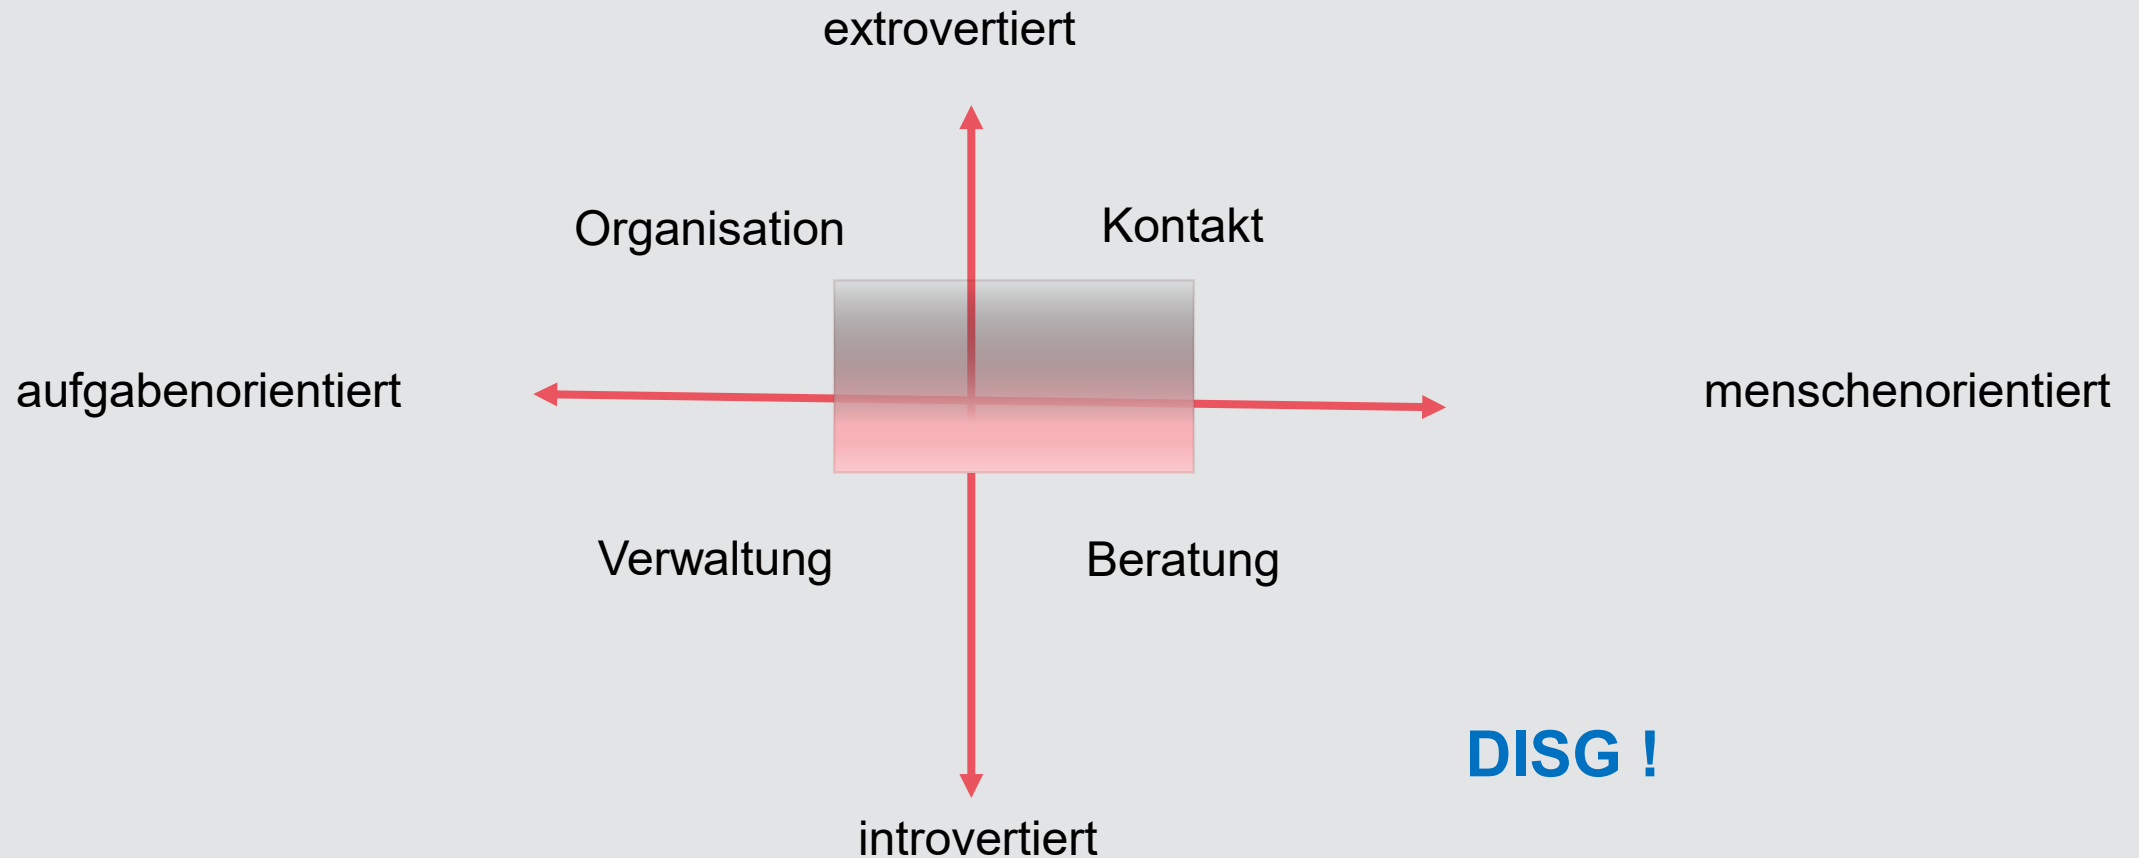 extrovertiert
Organisation
Kontakt
aufgabenorientiert
menschenorientiert
Verwaltung
Beratung
DISG !
introvertiert